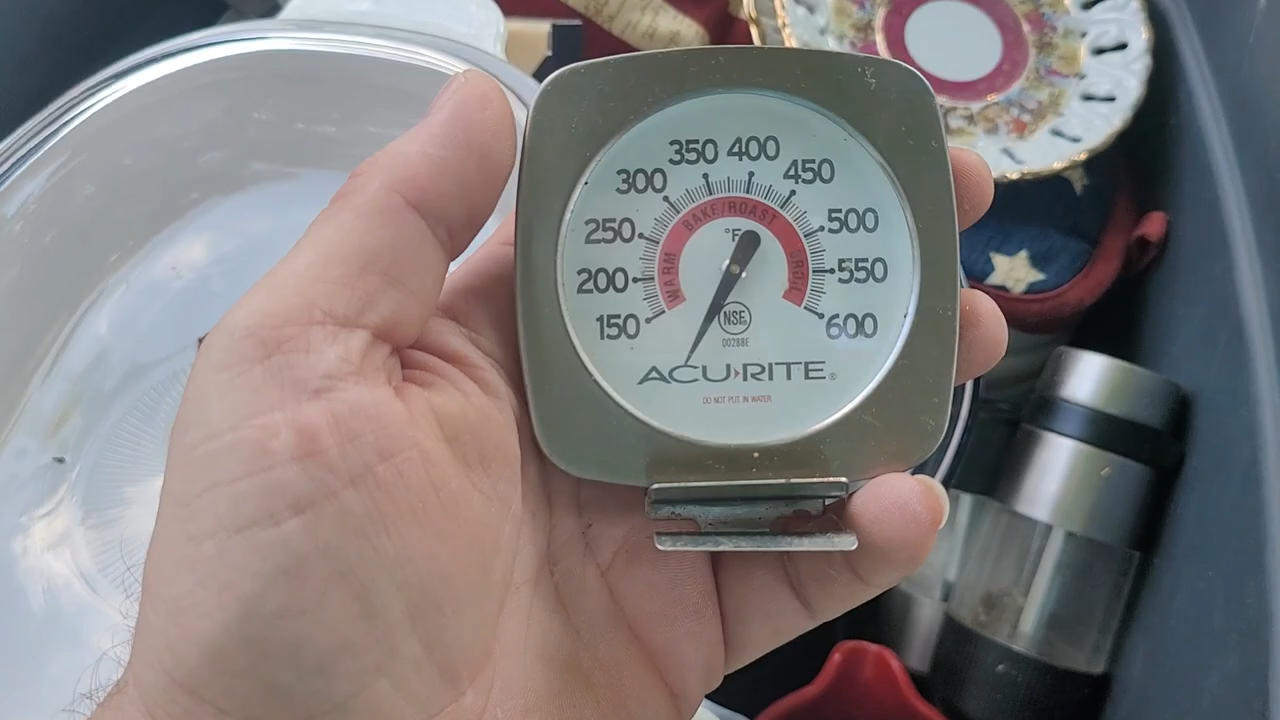 350 400
300 450
250 500
200 550
150 600
WARM BAKE/ROAST BROIL
°F
NSF.
00288E
ACU›RITE®
DO NOT PUT IN WATER